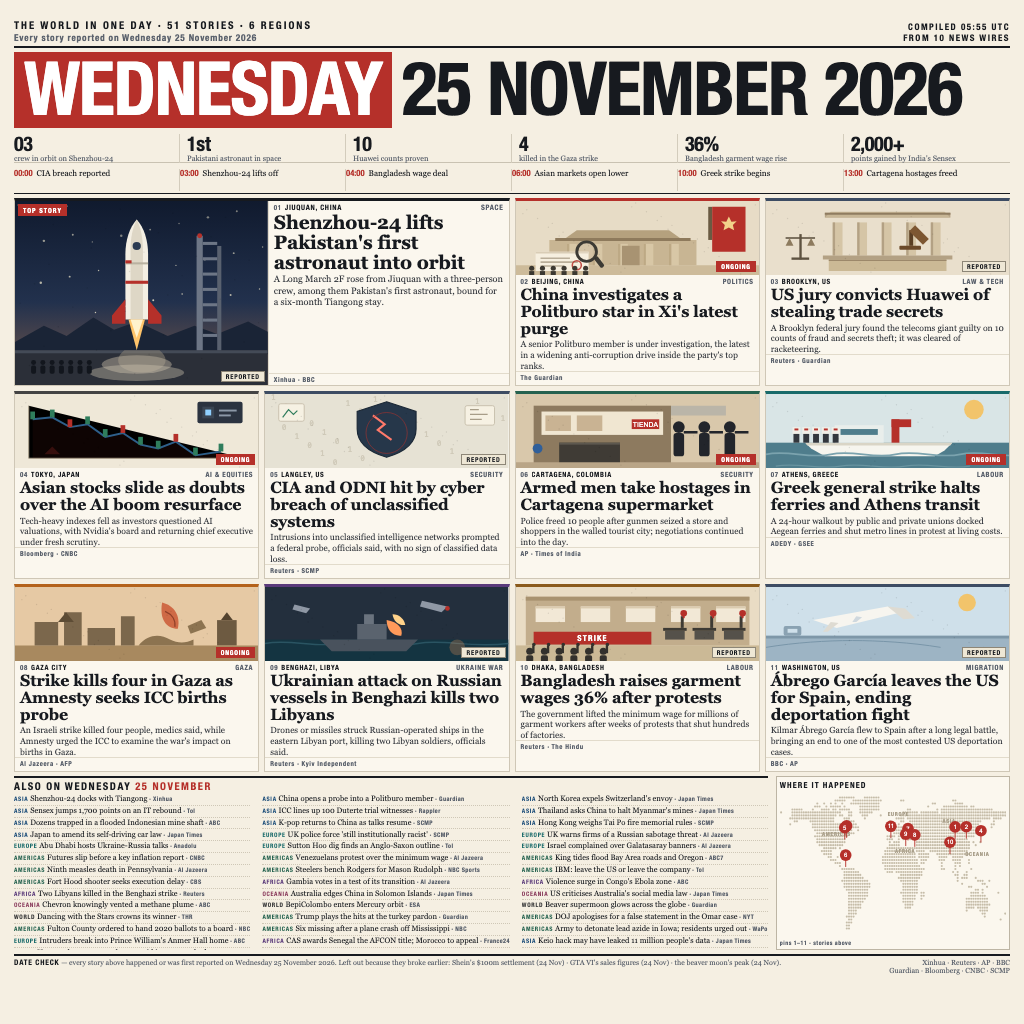 THE WORLD IN ONE DAY · 51 STORIES · 6 REGIONS
Every story reported on Wednesday 25 November 2026
COMPILED 05:55 UTC
FROM 10 NEWS WIRES
WEDNESDAY 25 NOVEMBER 2026
03
crew in orbit on Shenzhou-24
1st
Pakistani astronaut in space
10
Huawei counts proven
4
killed in the Gaza strike
36%
Bangladesh garment wage rise
2,000+
points gained by India's Sensex
00:00 CIA breach reported
03:00 Shenzhou-24 lifts off
04:00 Bangladesh wage deal
06:00 Asian markets open lower
10:00 Greek strike begins
13:00 Cartagena hostages freed
TOP STORY
REPORTED
01 JIUQUAN, CHINA SPACE
Shenzhou-24 lifts
Pakistan's first
astronaut into orbit
A Long March 2F rose from Jiuquan with a three-person
crew, among them Pakistan's first astronaut, bound for
a six-month Tiangong stay.
Xinhua · BBC
ONGOING
02 BEIJING, CHINA POLITICS
China investigates a
Politburo star in Xi's latest
purge
A senior Politburo member is under investigation, the latest
in a widening anti-corruption drive inside the party's top
ranks.
The Guardian
REPORTED
03 BROOKLYN, US LAW & TECH
US jury convicts Huawei of
stealing trade secrets
A Brooklyn federal jury found the telecoms giant guilty on 10
counts of fraud and secrets theft; it was cleared of
racketeering.
Reuters · Guardian
ONGOING
04 TOKYO, JAPAN AI & EQUITIES
Asian stocks slide as doubts
over the AI boom resurface
Tech-heavy indexes fell as investors questioned AI
valuations, with Nvidia's board and returning chief executive
under fresh scrutiny.
Bloomberg · CNBC
REPORTED
05 LANGLEY, US SECURITY
CIA and ODNI hit by cyber
breach of unclassified
systems
Intrusions into unclassified intelligence networks prompted
a federal probe, officials said, with no sign of classified data
loss.
Reuters · SCMP
TIENDA
ONGOING
06 CARTAGENA, COLOMBIA SECURITY
Armed men take hostages in
Cartagena supermarket
Police freed 10 people after gunmen seized a store and
shoppers in the walled tourist city; negotiations continued
into the day.
AP · Times of India
ONGOING
07 ATHENS, GREECE LABOUR
Greek general strike halts
ferries and Athens transit
A 24-hour walkout by public and private unions docked
Aegean ferries and shut metro lines in protest at living costs.
ADEDY · GSEE
ONGOING
08 GAZA CITY GAZA
Strike kills four in Gaza as
Amnesty seeks ICC births
probe
An Israeli strike killed four people, medics said, while
Amnesty urged the ICC to examine the war's impact on
births in Gaza.
Al Jazeera · AFP
REPORTED
09 BENGHAZI, LIBYA UKRAINE WAR
Ukrainian attack on Russian
vessels in Benghazi kills two
Libyans
Drones or missiles struck Russian-operated ships in the
eastern Libyan port, killing two Libyan soldiers, officials
said.
Reuters · Kyiv Independent
STRIKE
REPORTED
10 DHAKA, BANGLADESH LABOUR
Bangladesh raises garment
wages 36% after protests
The government lifted the minimum wage for millions of
garment workers after weeks of protests that shut hundreds
of factories.
Reuters · The Hindu
REPORTED
11 WASHINGTON, US MIGRATION
Ábrego García leaves the US
for Spain, ending
deportation fight
Kilmar Ábrego García flew to Spain after a long legal battle,
bringing an end to one of the most contested US deportation
cases.
BBC · AP
ALSO ON WEDNESDAY 25 NOVEMBER
ASIA Shenzhou-24 docks with Tiangong · Xinhua
ASIA Sensex jumps 1,700 points on an IT rebound · ToI
ASIA Dozens trapped in a flooded Indonesian mine shaft · ABC
ASIA Japan to amend its self-driving car law · Japan Times
EUROPE Abu Dhabi hosts Ukraine-Russia talks · Anadolu
AMERICAS Futures slip before a key inflation report · CNBC
AMERICAS Ninth measles death in Pennsylvania · Al Jazeera
AMERICAS Fort Hood shooter seeks execution delay · CBS
AFRICA Two Libyans killed in the Benghazi strike · Reuters
OCEANIA Chevron knowingly vented a methane plume · ABC
WORLD Dancing with the Stars crowns its winner · THR
AMERICAS Fulton County ordered to hand 2020 ballots to a board · NBC
EUROPE Intruders break into Prince William's Anmer Hall home · ABC
ASIA China opens a probe into a Politburo member · Guardian
ASIA ICC lines up 100 Duterte trial witnesses · Rappler
ASIA K-pop returns to China as talks resume · SCMP
EUROPE UK police force 'still institutionally racist' · SCMP
EUROPE Sutton Hoo dig finds an Anglo-Saxon outline · ToI
AMERICAS Venezuelans protest over the minimum wage · Al Jazeera
AMERICAS Steelers bench Rodgers for Mason Rudolph · NBC Sports
AFRICA Gambia votes in a test of its transition · Al Jazeera
OCEANIA Australia edges China in Solomon Islands · Japan Times
WORLD BepiColombo enters Mercury orbit · ESA
AMERICAS Trump plays the hits at the turkey pardon · Guardian
AMERICAS Six missing after a plane crash off Mississippi · NBC
AFRICA CAS awards Senegal the AFCON title; Morocco to appeal · France24
ASIA North Korea expels Switzerland's envoy · Japan Times
ASIA Thailand asks China to halt Myanmar's mines · Japan Times
ASIA Hong Kong weighs Tai Po fire memorial rules · SCMP
EUROPE UK warns firms of a Russian sabotage threat · Al Jazeera
EUROPE Israel complained over Galatasaray banners · Al Jazeera
AMERICAS King tides flood Bay Area roads and Oregon · ABC7
AMERICAS IBM: leave the US or leave the company · ToI
AFRICA Violence surge in Congo's Ebola zone · ABC
OCEANIA US criticises Australia's social media law · Japan Times
WORLD Beaver supermoon glows across the globe · Guardian
AMERICAS DOJ apologises for a false statement in the Omar case · NYT
AMERICAS Army to detonate lead azide in Iowa; residents urged out · WaPo
ASIA Keio hack may have leaked 11 million people's data · Japan Times
WHERE IT HAPPENED
EUROPE
OCEANIA
5
11
9
8
1
2
4
10
6
pins 1–11 · stories above
DATE CHECK — every story above happened or was first reported on Wednesday 25 November 2026. Left out because they broke earlier: Shein's $100m settlement (24 Nov) · GTA VI's sales figures (24 Nov) · the beaver moon's peak (24 Nov).
Xinhua · Reuters · AP · BBC
Guardian · Bloomberg · CNBC · SCMP